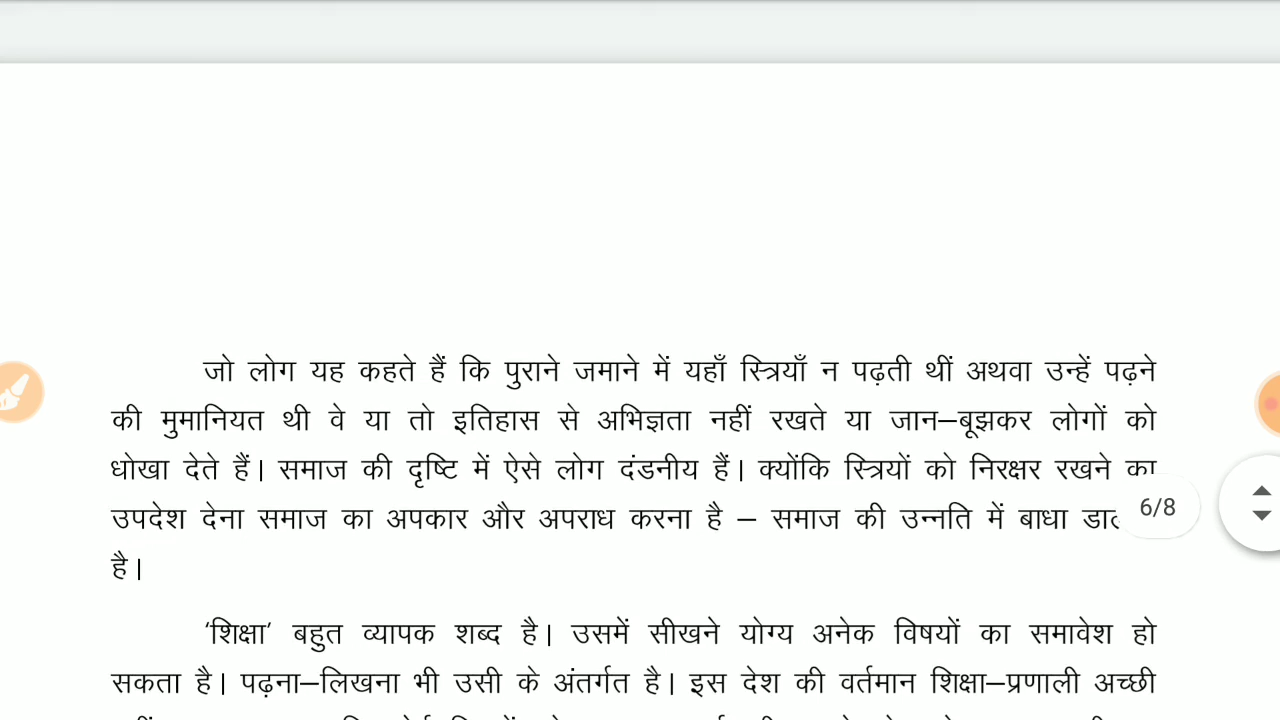 जो लोग यह कहते हैं कि पुराने जमाने में यहाँ स्त्रियाँ न पढ़ती थीं अथवा उन्हें पढ़ने
की मुमानियत थी वे या तो इतिहास से अभिज्ञता नहीं रखते या जान–बूझकर लोगों को
धोखा देते हैं। समाज की दृष्टि में ऐसे लोग दंडनीय हैं। क्योंकि स्त्रियों को निरक्षर रखने का
उपदेश देना समाज का अपकार और अपराध करना है – समाज की उन्नति में बाधा
6/8
है।
'शिक्षा' बहुत व्यापक शब्द है। उसमें सीखने योग्य अनेक विषयों का समावेश हो
सकता है। पढ़ना–लिखना भी उसी के अंतर्गत है। इस देश की वर्तमान शिक्षा–प्रणाली अच्छी